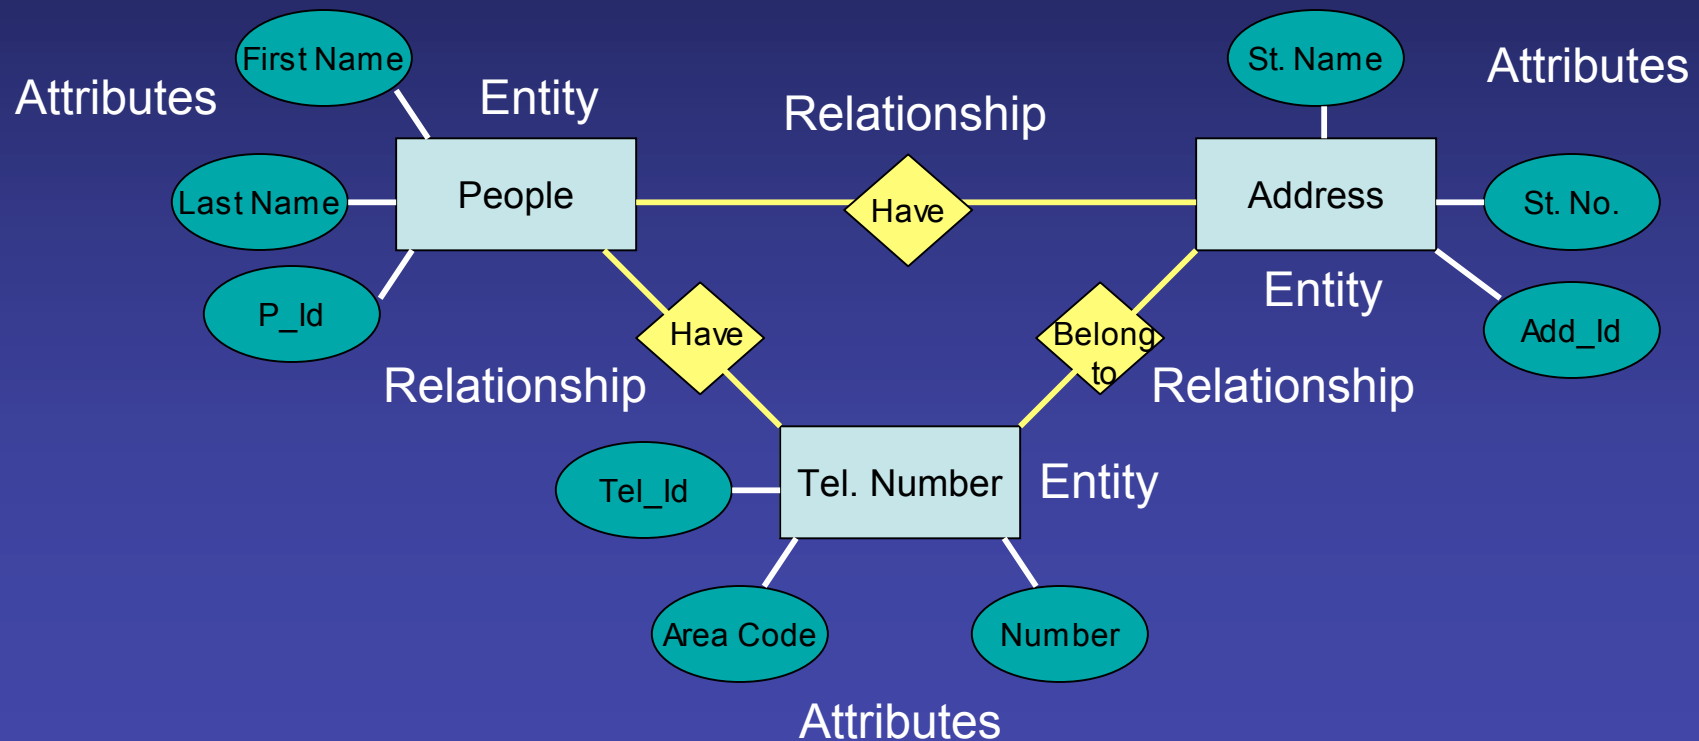 First Name
St. Name
Attributes
Entity
Relationship
Attributes
Last Name
People
Have
Address
St. No.
P_Id
Have
Belong
to
Entity
Add_Id
Relationship
Relationship
Tel_Id
Tel. Number
Entity
Area Code
Number
Attributes